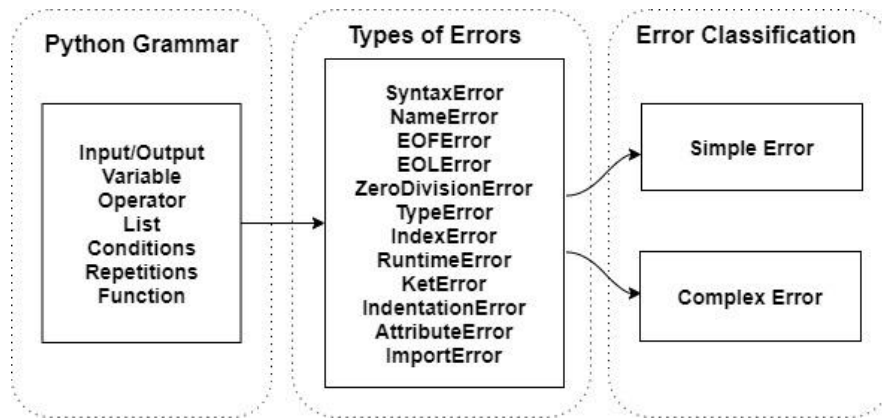 Python Grammar
Input/Output
Variable
Operator
List
Conditions
Repetitions
Function
Types of Errors
SyntaxError
NameError
EOFError
EOLError
ZeroDivisionError
TypeError
IndexError
RuntimeError
KetError
IndentationError
AttributeError
ImportError
Error Classification
Simple Error
Complex Error